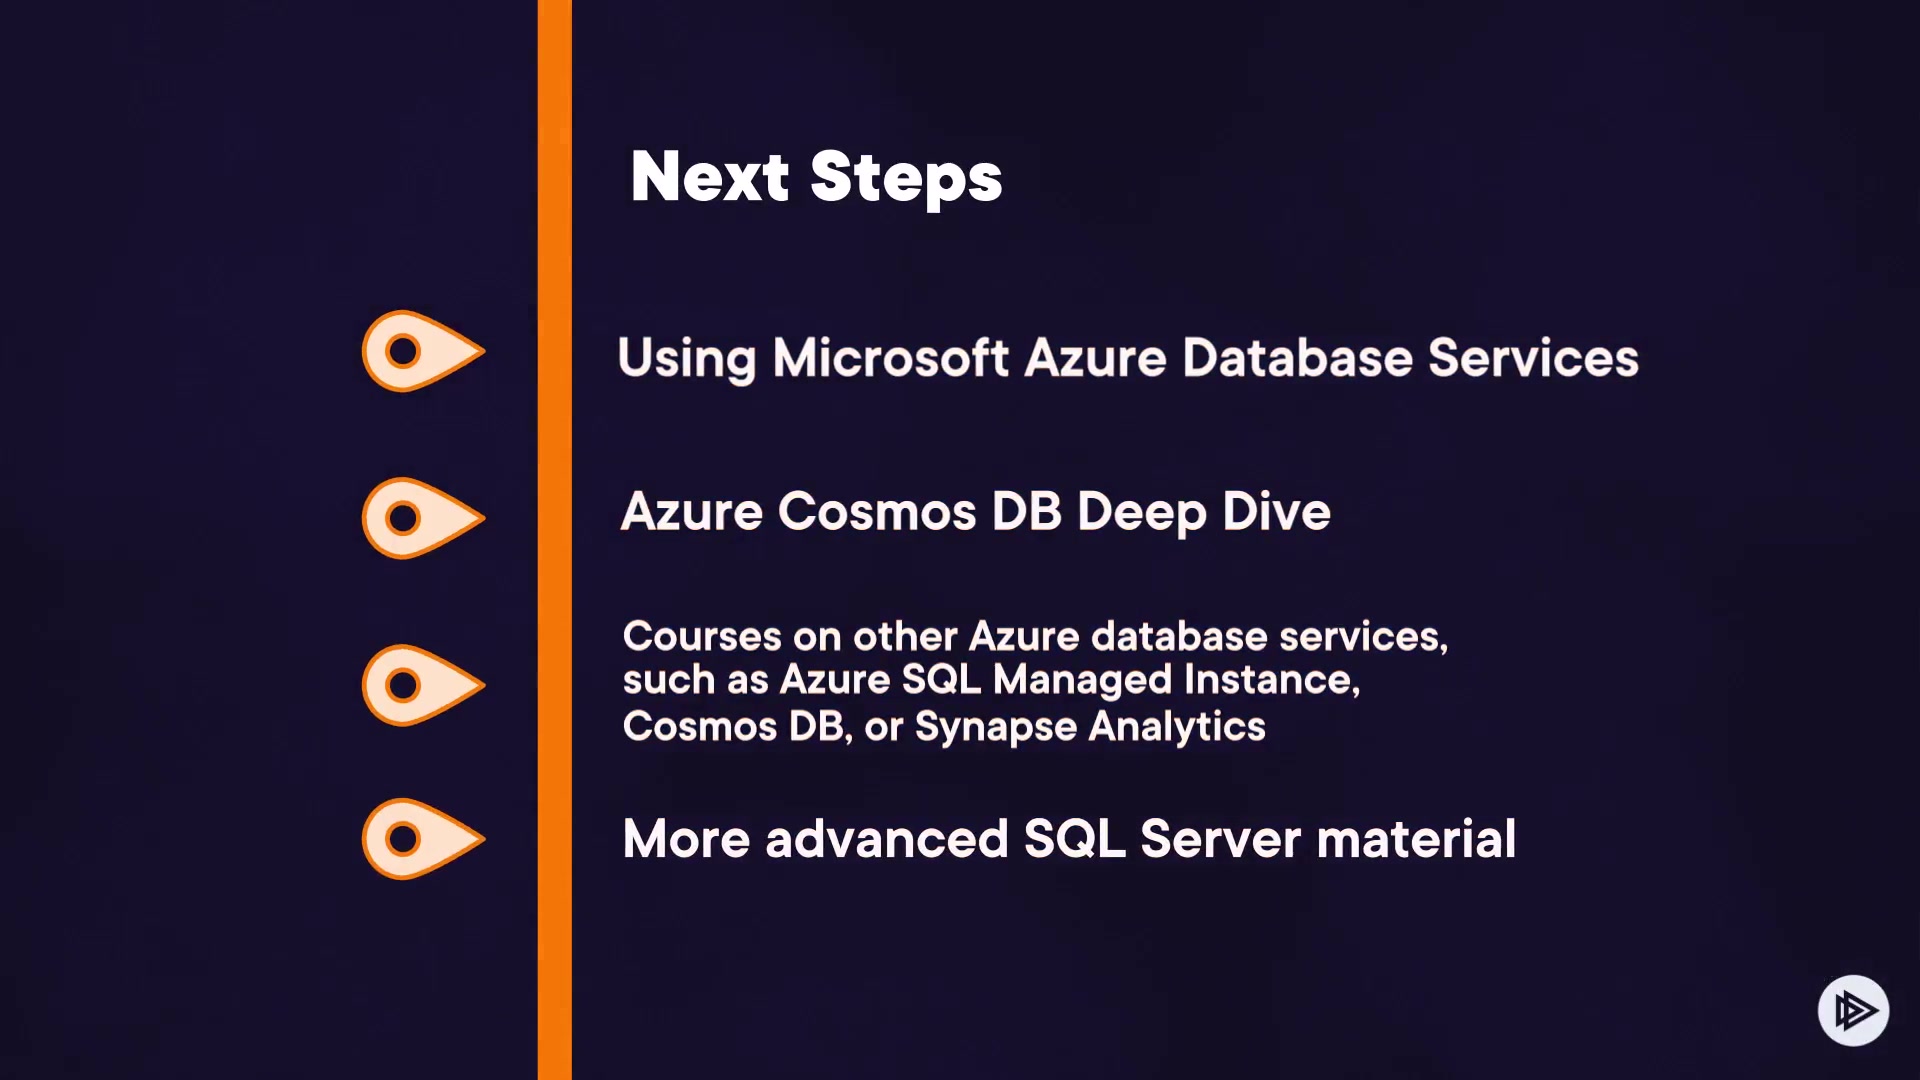 Next Steps
Using Microsoft Azure Database Services
Azure Cosmos DB Deep Dive
Courses on other Azure database services,
such as Azure SQL Managed Instance,
Cosmos DB, or Synapse Analytics
More advanced SQL Server material